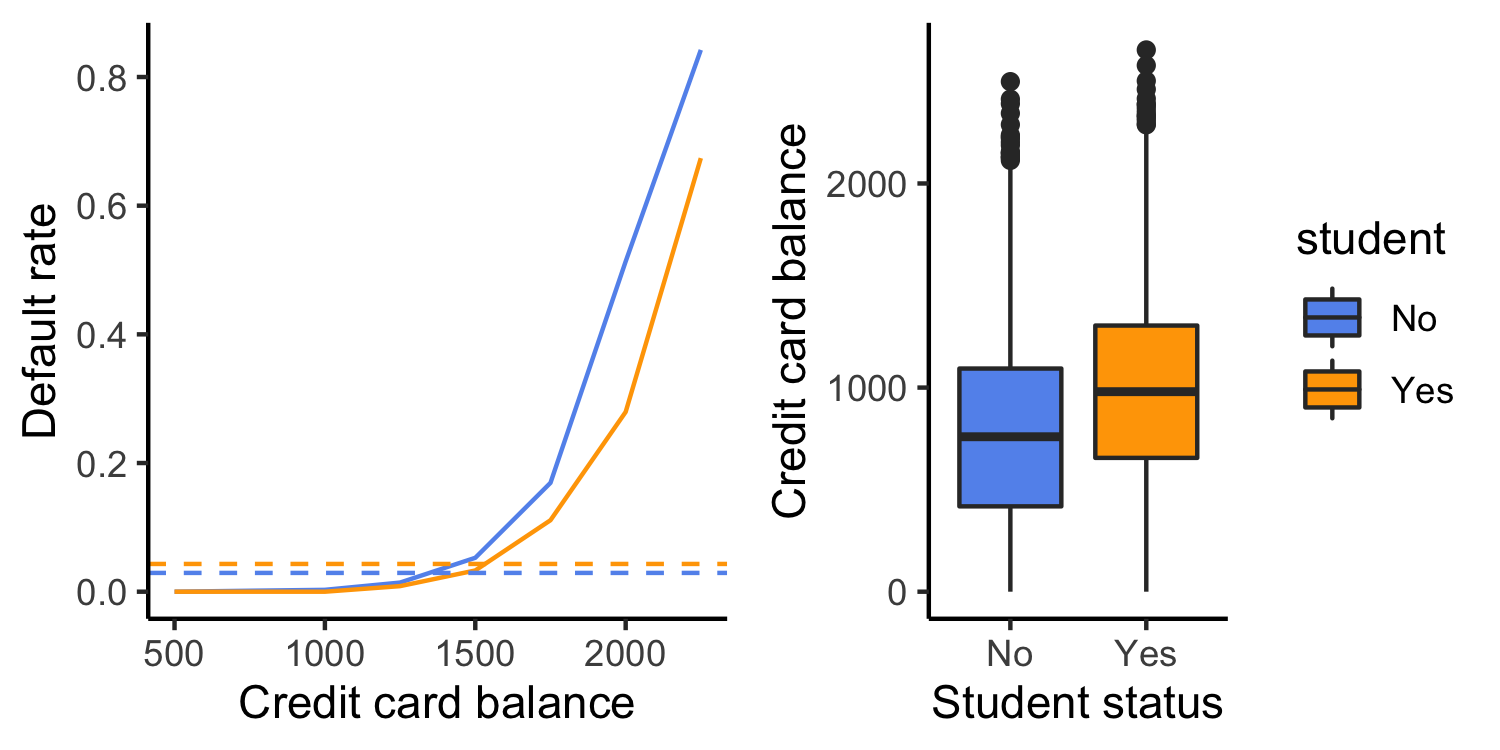 Default rate
0.8
0.6
0.4
0.2
0.0
500 1000 1500 2000
Credit card balance
Credit card balance
2000
1000
0
No Yes
Student status
student
No
Yes